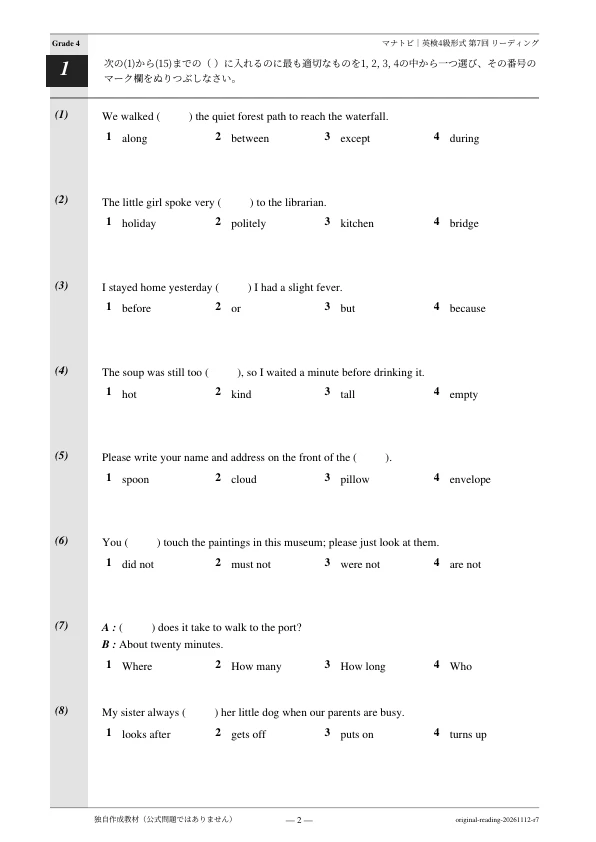 Grade 4
マナトビ｜英検4級形式 第7回 リーディング
1
次の(1)から(15)までの（ ）に入れるのに最も適切なものを1, 2, 3, 4の中から一つ選び、その番号の
マーク欄をぬりつぶしなさい。
(1) We walked (     ) the quiet forest path to reach the waterfall.
1 along 2 between 3 except 4 during
(2) The little girl spoke very (     ) to the librarian.
1 holiday 2 politely 3 kitchen 4 bridge
(3) I stayed home yesterday (     ) I had a slight fever.
1 before 2 or 3 but 4 because
(4) The soup was still too (     ), so I waited a minute before drinking it.
1 hot 2 kind 3 tall 4 empty
(5) Please write your name and address on the front of the (     ).
1 spoon 2 cloud 3 pillow 4 envelope
(6) You (     ) touch the paintings in this museum; please just look at them.
1 did not 2 must not 3 were not 4 are not
(7) A : (     ) does it take to walk to the port?
B : About twenty minutes.
1 Where 2 How many 3 How long 4 Who
(8) My sister always (     ) her little dog when our parents are busy.
1 looks after 2 gets off 3 puts on 4 turns up
独自作成教材（公式問題ではありません）
— 2 —
original-reading-20261112-r7